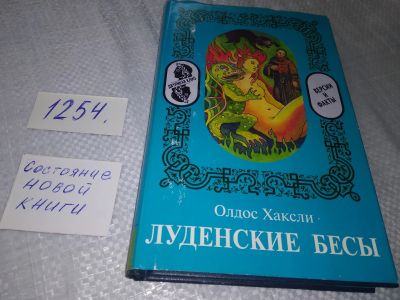 1254.
Состояние
новой
книги
ВЕРСИИ И
ФАКТЫ
Олдос Хаксли
ЛУДЕНСКИЕ БЕСЫ